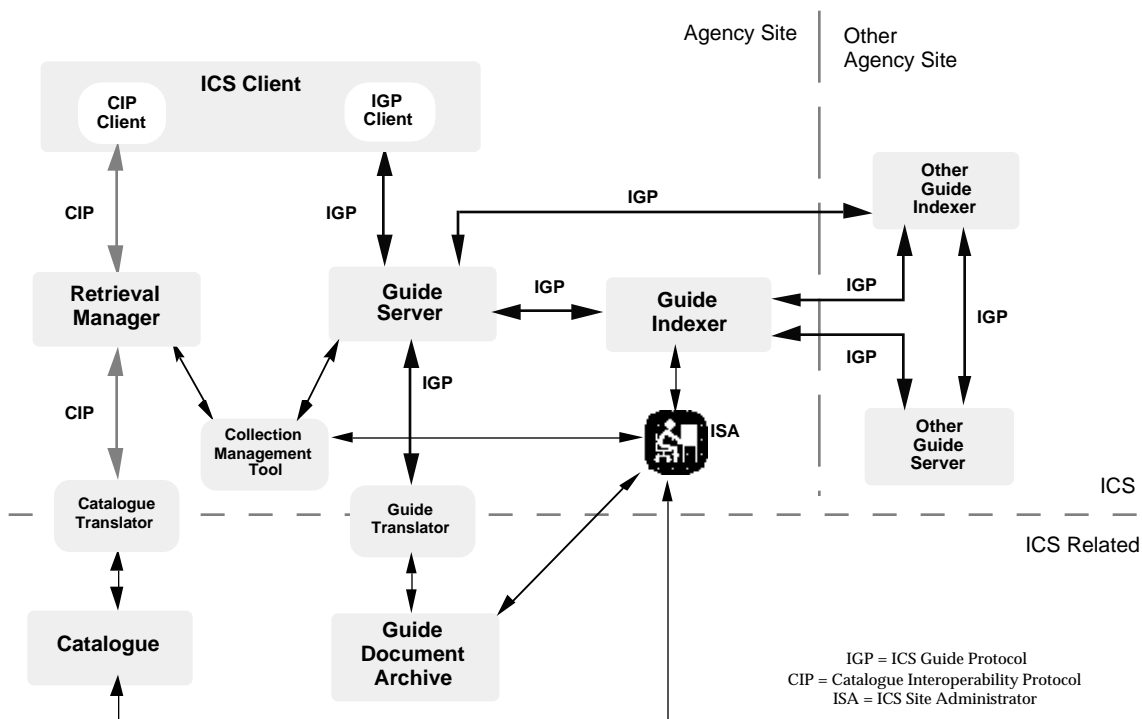 Agency Site
Other
Agency Site
ICS Client
CIP
Client
IGP
Client
CIP
IGP
IGP
Other
Guide
Indexer
Retrieval
Manager
Guide
Server
IGP
Guide
Indexer
IGP
IGP
IGP
CIP
IGP
Collection
Management
Tool
ISA
Other
Guide
Server
ICS
Catalogue
Translator
Guide
Translator
ICS Related
Catalogue
Guide
Document
Archive
IGP = ICS Guide Protocol
CIP = Catalogue Interoperability Protocol
ISA = ICS Site Administrator